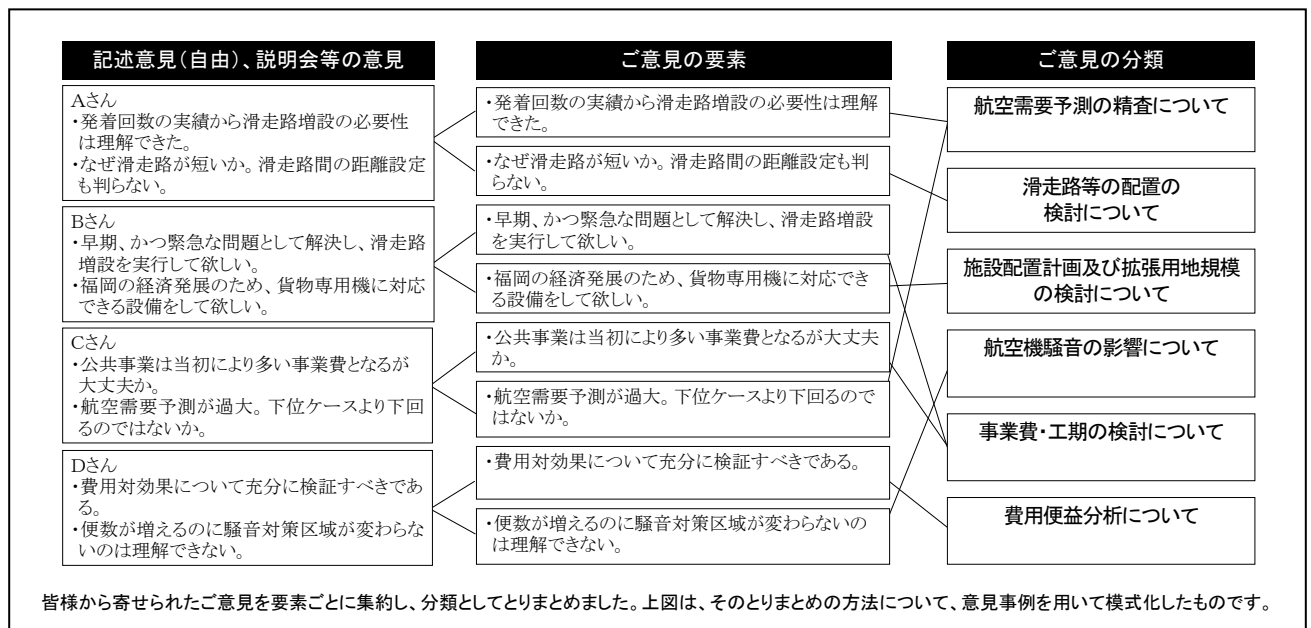 記述意見(自由)、説明会等の意見
Aさん
・発着回数の実績から滑走路増設の必要性
は理解できた。
・なぜ滑走路が短いか。滑走路間の距離設定
も判らない。
Bさん
・早期、かつ緊急な問題として解決し、滑走路
増設を実行して欲しい。
・福岡の経済発展のため、貨物専用機に対応
できる設備をして欲しい。
Cさん
・公共事業は当初により多い事業費となるが
大丈夫か。
・航空需要予測が過大。下位ケースより下回
るのではないか。
Dさん
・費用対効果について充分に検証すべきであ
る。
・便数が増えるのに騒音対策区域が変わらな
いのは理解できない。
ご意見の要素
・発着回数の実績から滑走路増設の必要性は理解
できた。
・なぜ滑走路が短いか。滑走路間の距離設定も判
らない。
・早期、かつ緊急な問題として解決し、滑走路増設
を実行して欲しい。
・福岡の経済発展のため、貨物専用機に対応でき
る設備をして欲しい。
・公共事業は当初により多い事業費となるが大丈夫
か。
・航空需要予測が過大。下位ケースより下回るので
はないか。
・費用対効果について充分に検証すべきである。
・便数が増えるのに騒音対策区域が変わらないの
は理解できない。
ご意見の分類
航空需要予測の精査について
滑走路等の配置の
検討について
施設配置計画及び拡張用地規模
の検討について
航空機騒音の影響について
事業費・工期の検討について
費用便益分析について
皆様から寄せられたご意見を要素ごとに集約し、分類としてとりまとめました。上図は、そのとりまとめの方法について、意見事例を用いて模式化したものです。